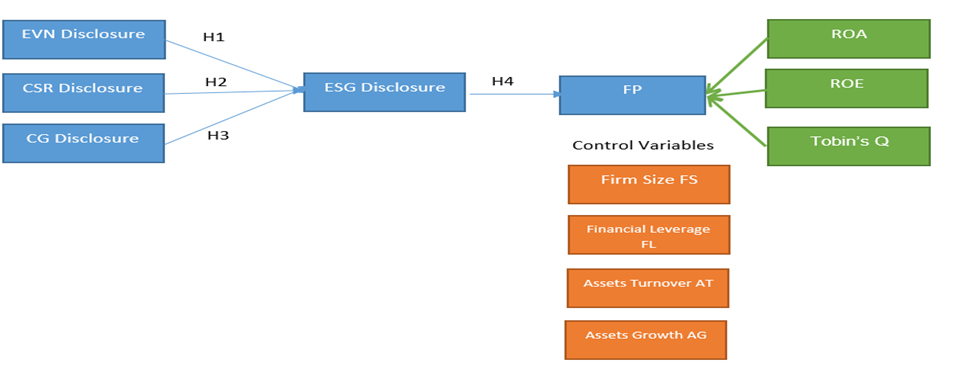 EVN Disclosure
H1
CSR Disclosure
H2
CG Disclosure
H3
ESG Disclosure
H4
FP
ROA
ROE
Tobin's Q
Control Variables
Firm Size FS
Financial Leverage
FL
Assets Turnover AT
Assets Growth AG